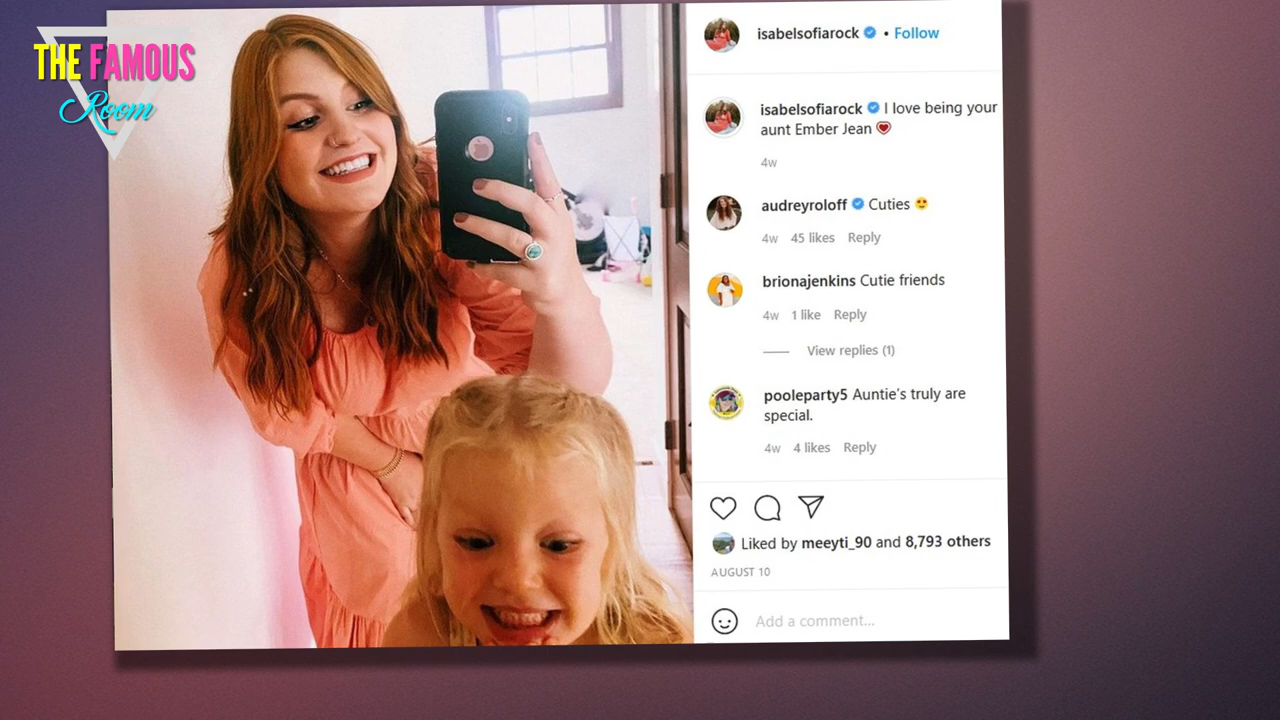 THE FAMOUS
Room
isabelsofiarock • Follow
isabelsofiarock I love being your
aunt Ember Jean
4w
audreyroloff Cuties
4w 45 likes Reply
brionajenkins Cutie friends
4w 1 like Reply
View replies (1)
pooleparty5 Auntie's truly are
special.
4w 4 likes Reply
Liked by meeyti_90 and 8,793 others
AUGUST 10
Add a comment...